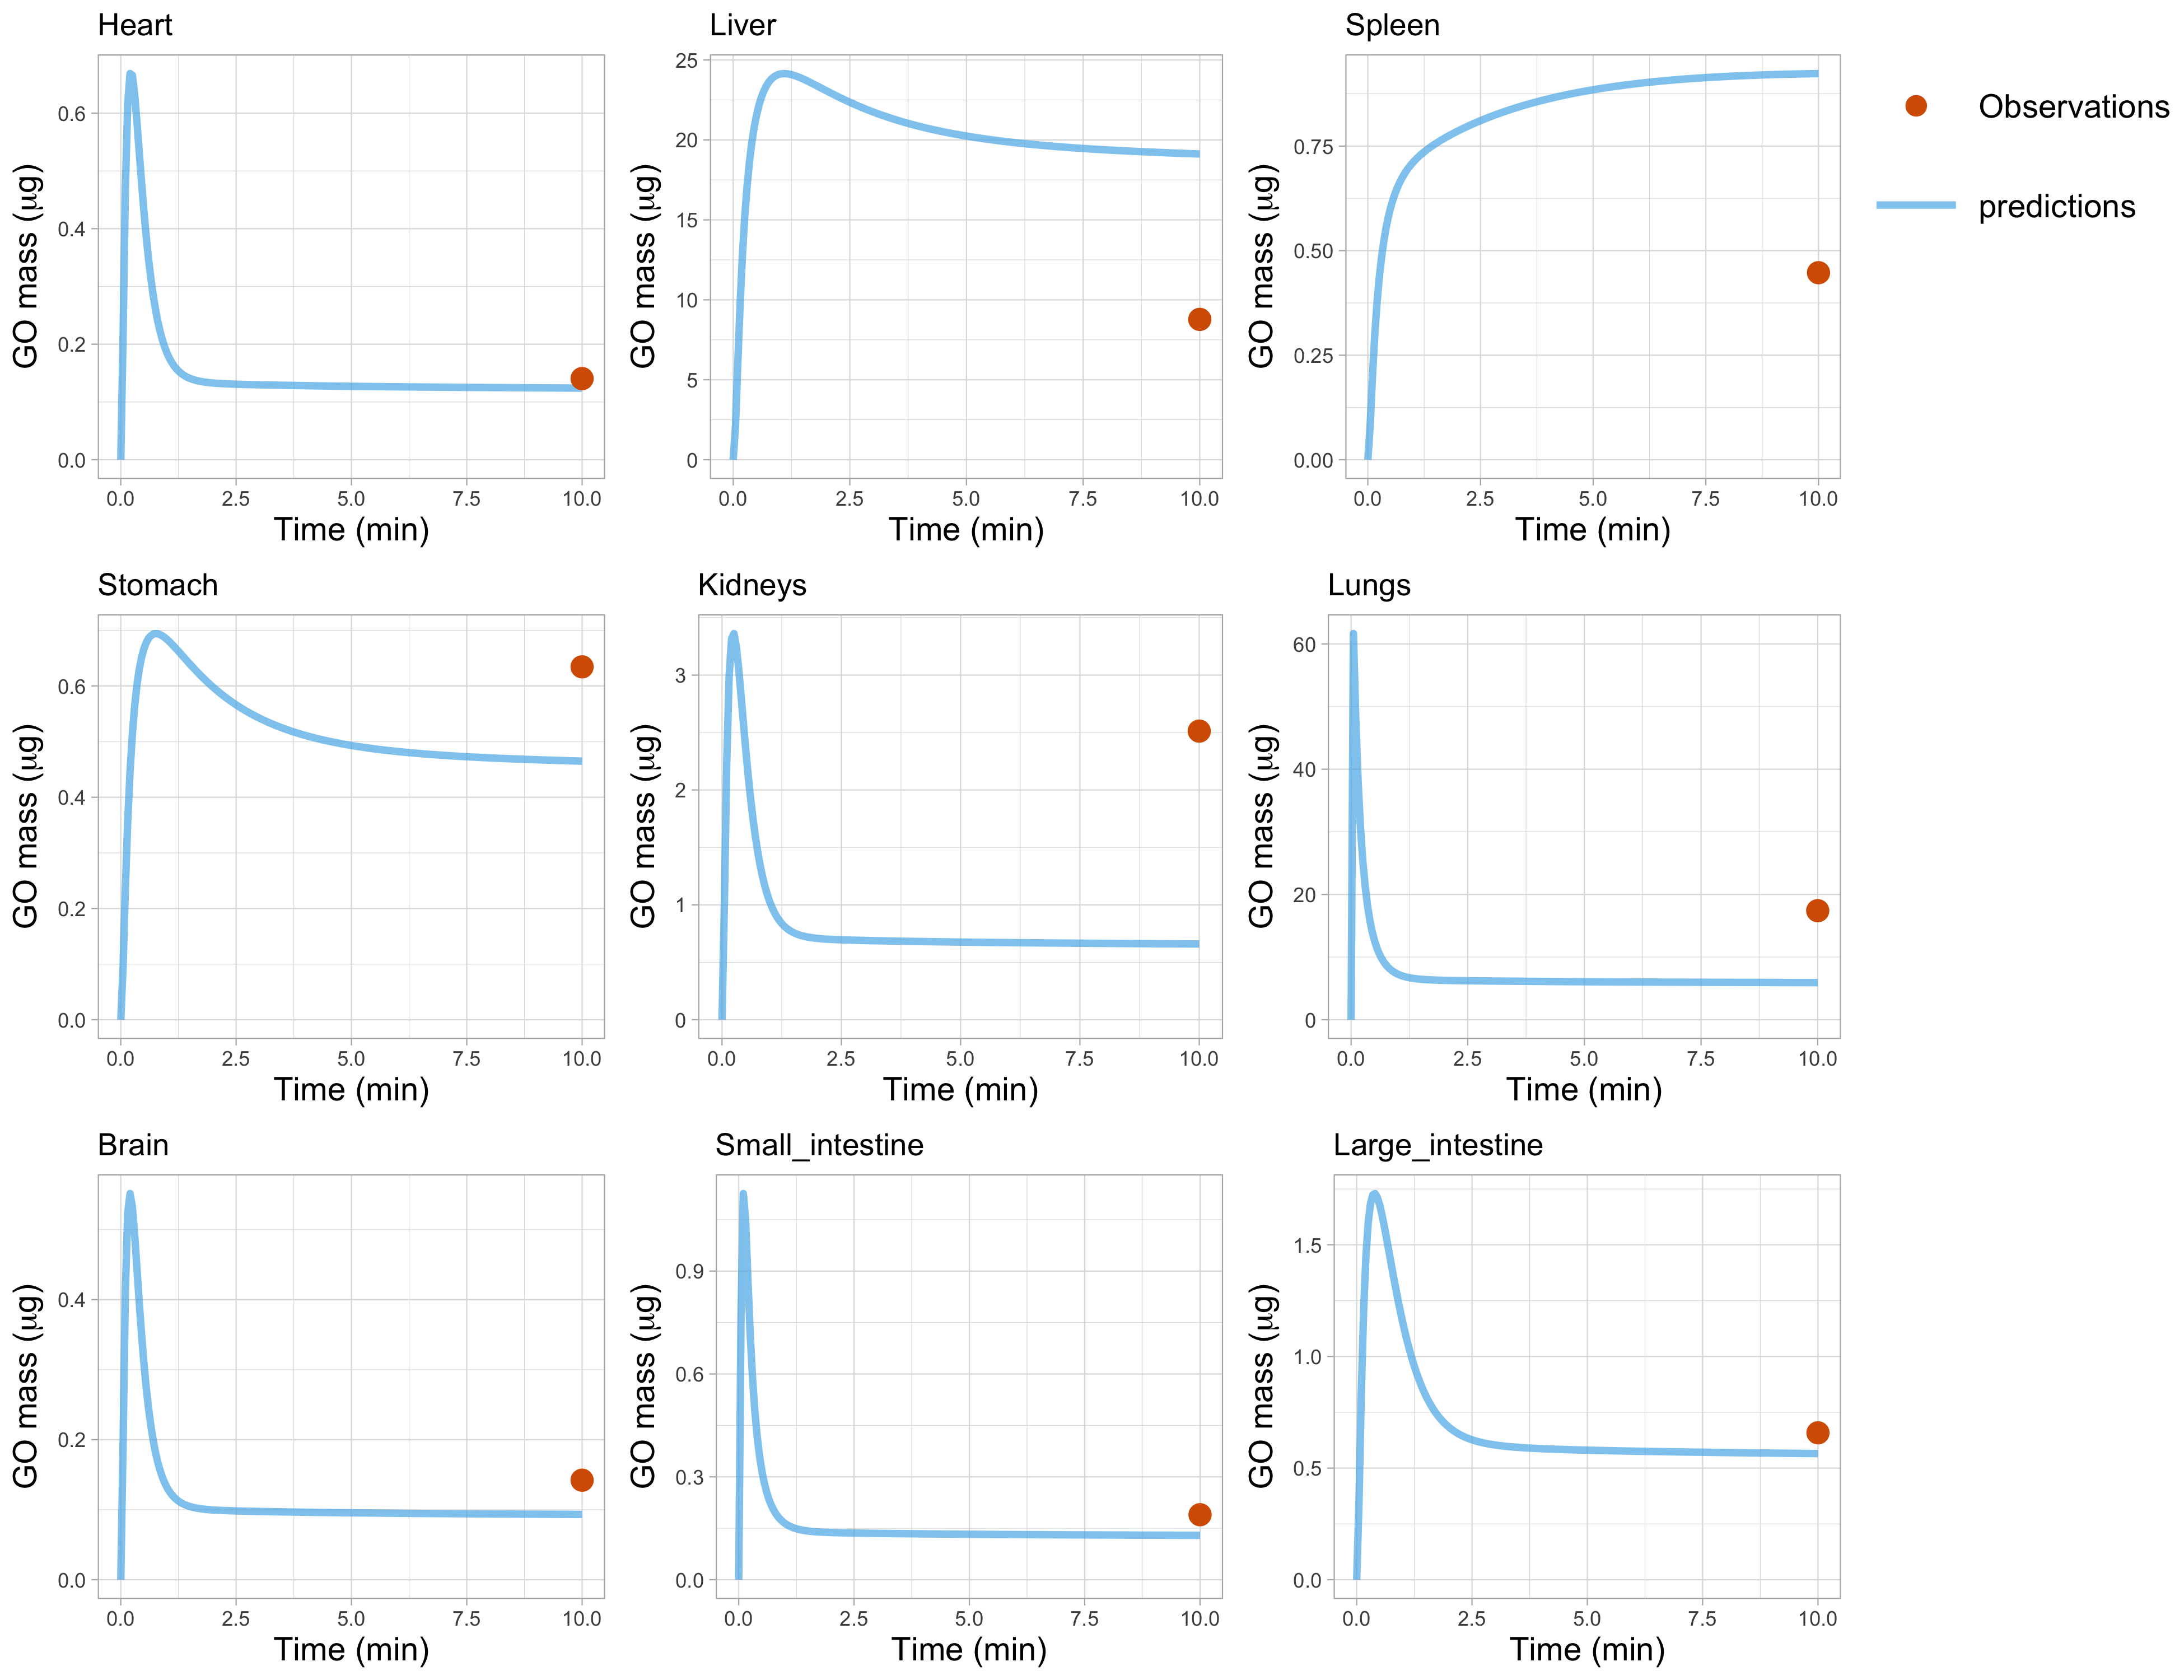 Heart
GO mass (μg)
0.6
0.4
0.2
0.0
0.0 2.5 5.0 7.5 10.0
Time (min)
Liver
GO mass (μg)
25
20
15
10
5
0
0.0 2.5 5.0 7.5 10.0
Time (min)
Spleen
GO mass (μg)
0.75
0.50
0.25
0.00
0.0 2.5 5.0 7.5 10.0
Time (min)
Observations
predictions
Stomach
GO mass (μg)
0.6
0.4
0.2
0.0
0.0 2.5 5.0 7.5 10.0
Time (min)
Kidneys
GO mass (μg)
3
2
1
0
0.0 2.5 5.0 7.5 10.0
Time (min)
Lungs
GO mass (μg)
60
40
20
0
0.0 2.5 5.0 7.5 10.0
Time (min)
Brain
GO mass (μg)
0.4
0.2
0.0
0.0 2.5 5.0 7.5 10.0
Time (min)
Small_intestine
GO mass (μg)
0.9
0.6
0.3
0.0
0.0 2.5 5.0 7.5 10.0
Time (min)
Large_intestine
GO mass (μg)
1.5
1.0
0.5
0.0
0.0 2.5 5.0 7.5 10.0
Time (min)